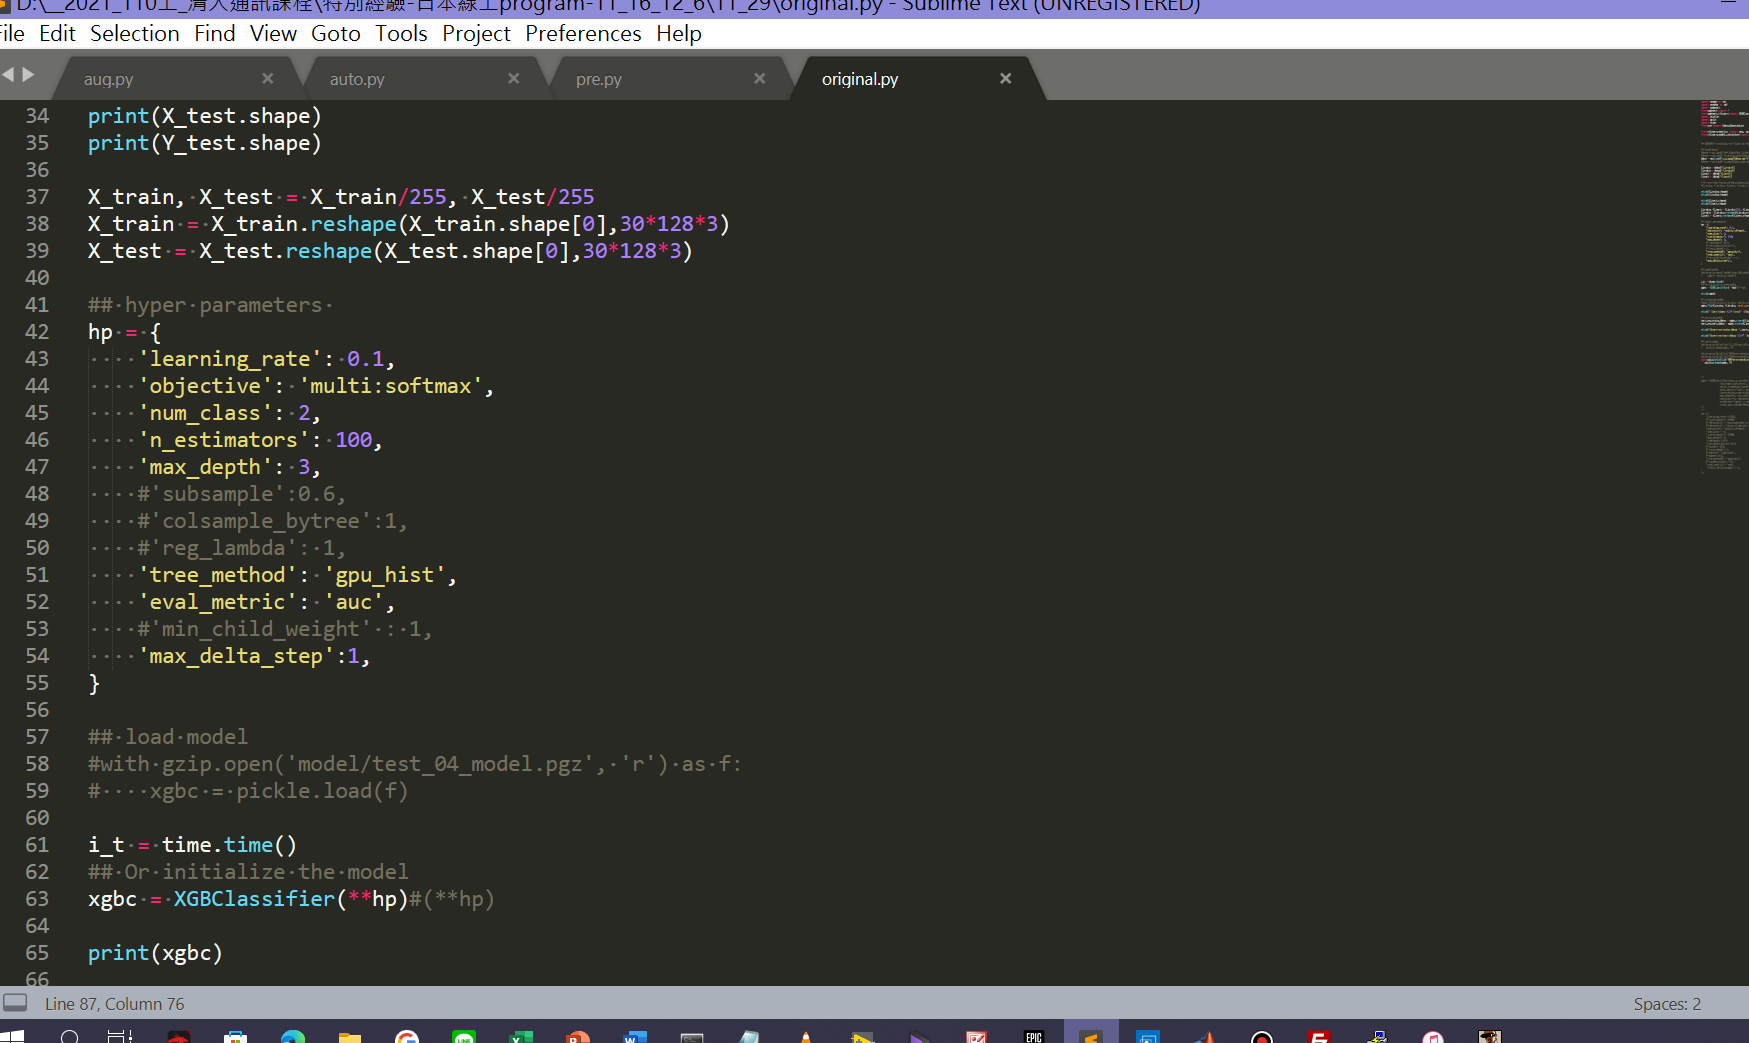 D:\__2021_110上_清大通訊課程\特別經驗-日本線上program-11_16_12_6\11_29\original.py - Sublime Text (UNREGISTERED)
File Edit Selection Find View Goto Tools Project Preferences Help
aug.py × auto.py × pre.py × original.py ×
34 print(X_test.shape)
35 print(Y_test.shape)
36
37 X_train, X_test = X_train/255, X_test/255
38 X_train = X_train.reshape(X_train.shape[0],30*128*3)
39 X_test = X_test.reshape(X_test.shape[0],30*128*3)
40
41 ## hyper parameters
42 hp = {
43     'learning_rate': 0.1,
44     'objective': 'multi:softmax',
45     'num_class': 2,
46     'n_estimators': 100,
47     'max_depth': 3,
48     #'subsample':0.6,
49     #'colsample_bytree':1,
50     #'reg_lambda': 1,
51     'tree_method': 'gpu_hist',
52     'eval_metric': 'auc',
53     #'min_child_weight' : 1,
54     'max_delta_step':1,
55 }
56
57 ## load model
58 #with gzip.open('model/test_04_model.pgz', 'r') as f:
59 #    xgbc = pickle.load(f)
60
61 i_t = time.time()
62 ## Or initialize the model
63 xgbc = XGBClassifier(**hp)#(**hp)
64
65 print(xgbc)
66
Line 87, Column 76
Spaces: 2